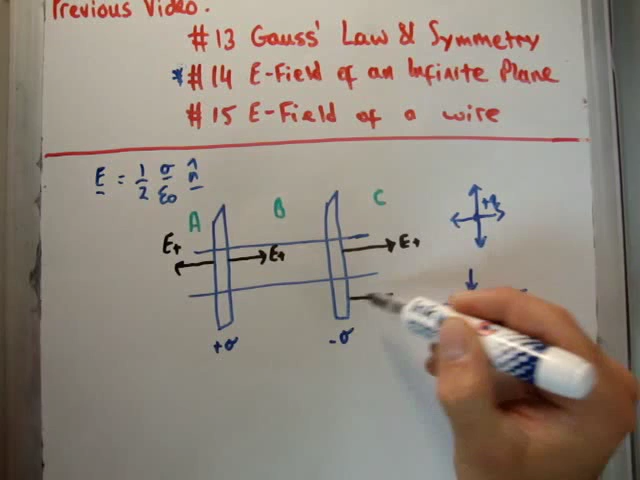 Previous Video.
#13 Gauss' Law & Symmetry
*#14 E-Field of an Infinite Plane
#15 E-Field of a wire
E = 1/2 σ/ε0 n̂
A B C
+q
E+ E+ E+
+σ -σ